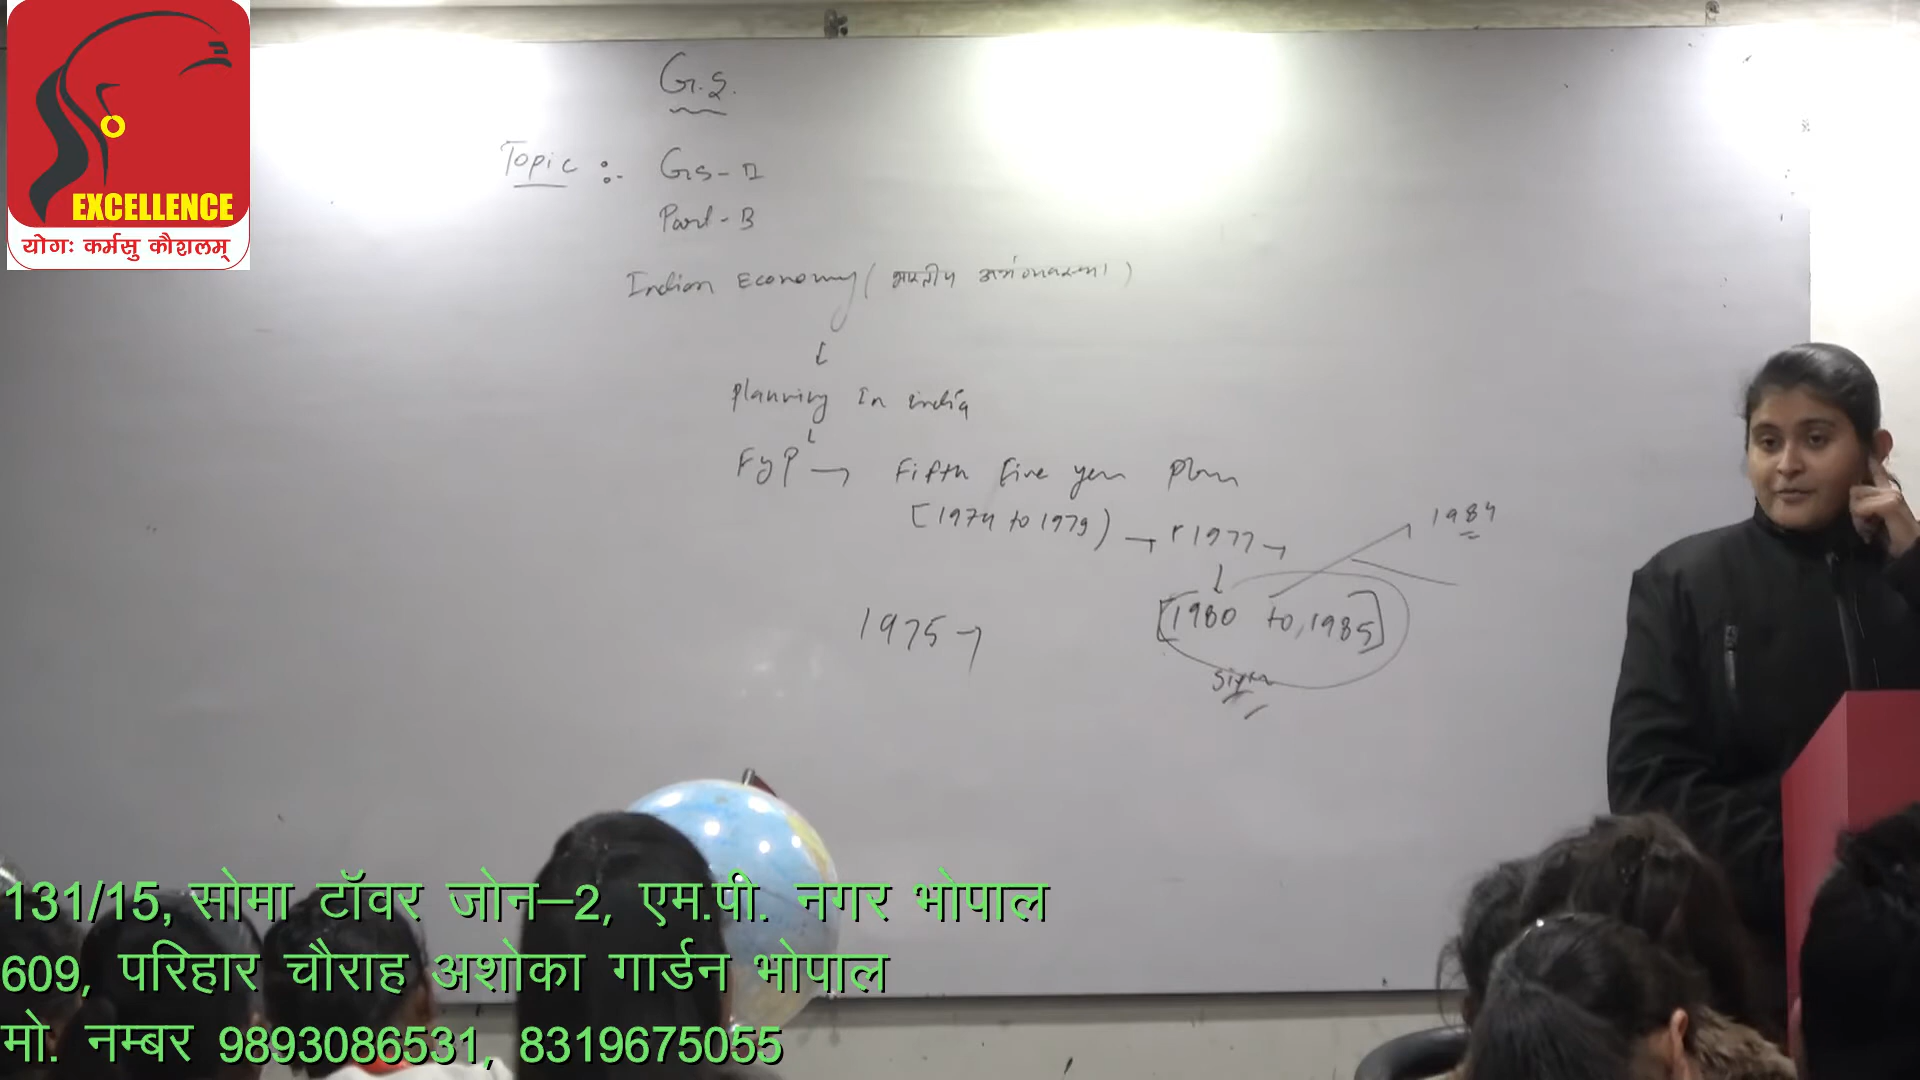 EXCELLENCE
योगः कर्मसु कौशलम्
G.S.
Topic :- GS-II
Part-B
Indian Economy (भारतीय अर्थव्यवस्था)
Planning In india
FyP → Fifth five year Plan
[1974 to 1979) → 1977 →
1984
[1980 to, 1985]
1975 →
131/15, सोमा टॉवर जोन–2, एम.पी. नगर भोपाल
609, परिहार चौराह अशोका गार्डन भोपाल
मो. नम्बर 9893086531, 8319675055